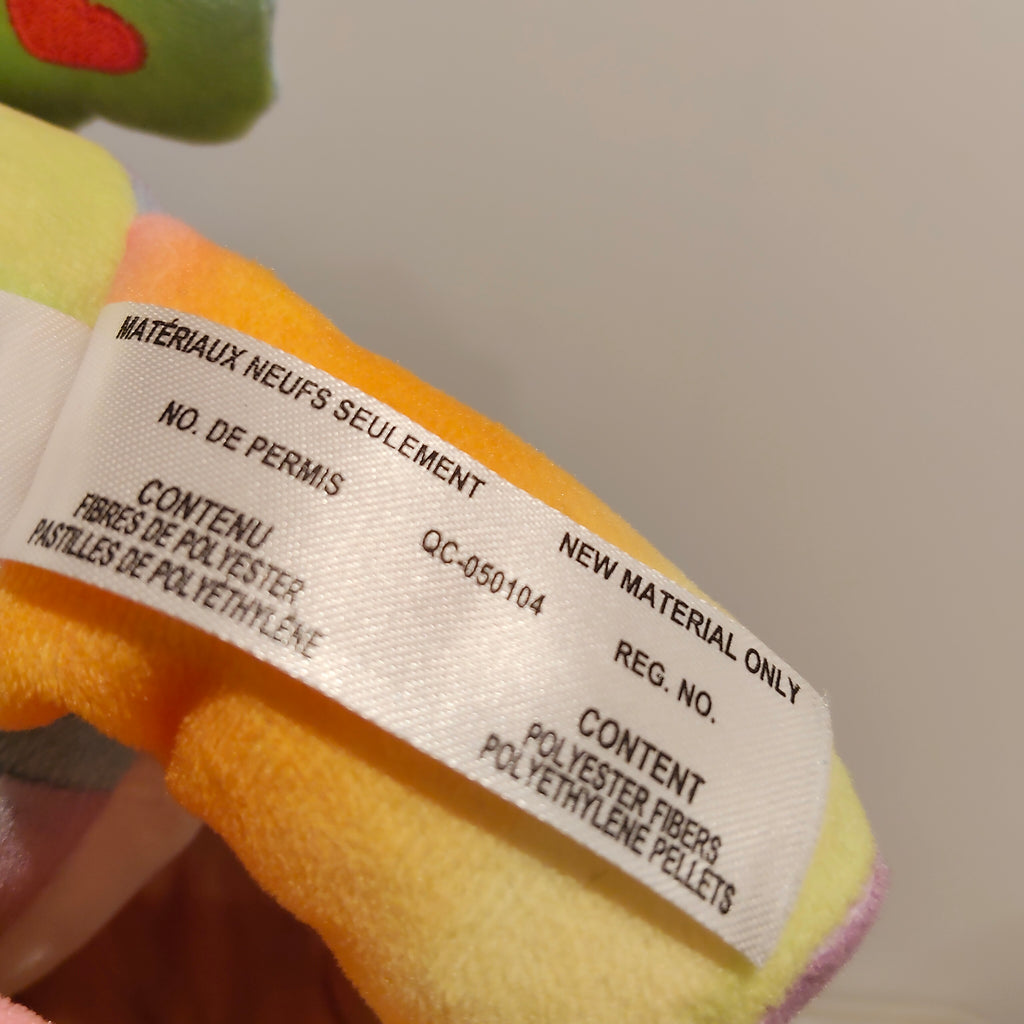 MATÉRIAUX NEUFS SEULEMENT
NO. DE PERMIS
QC-050104
CONTENU
FIBRES DE POLYESTER
PASTILLES DE POLYÉTHYLÈNE
NEW MATERIAL ONLY
REG. NO.
CONTENT
POLYESTER FIBERS
POLYETHYLENE PELLETS